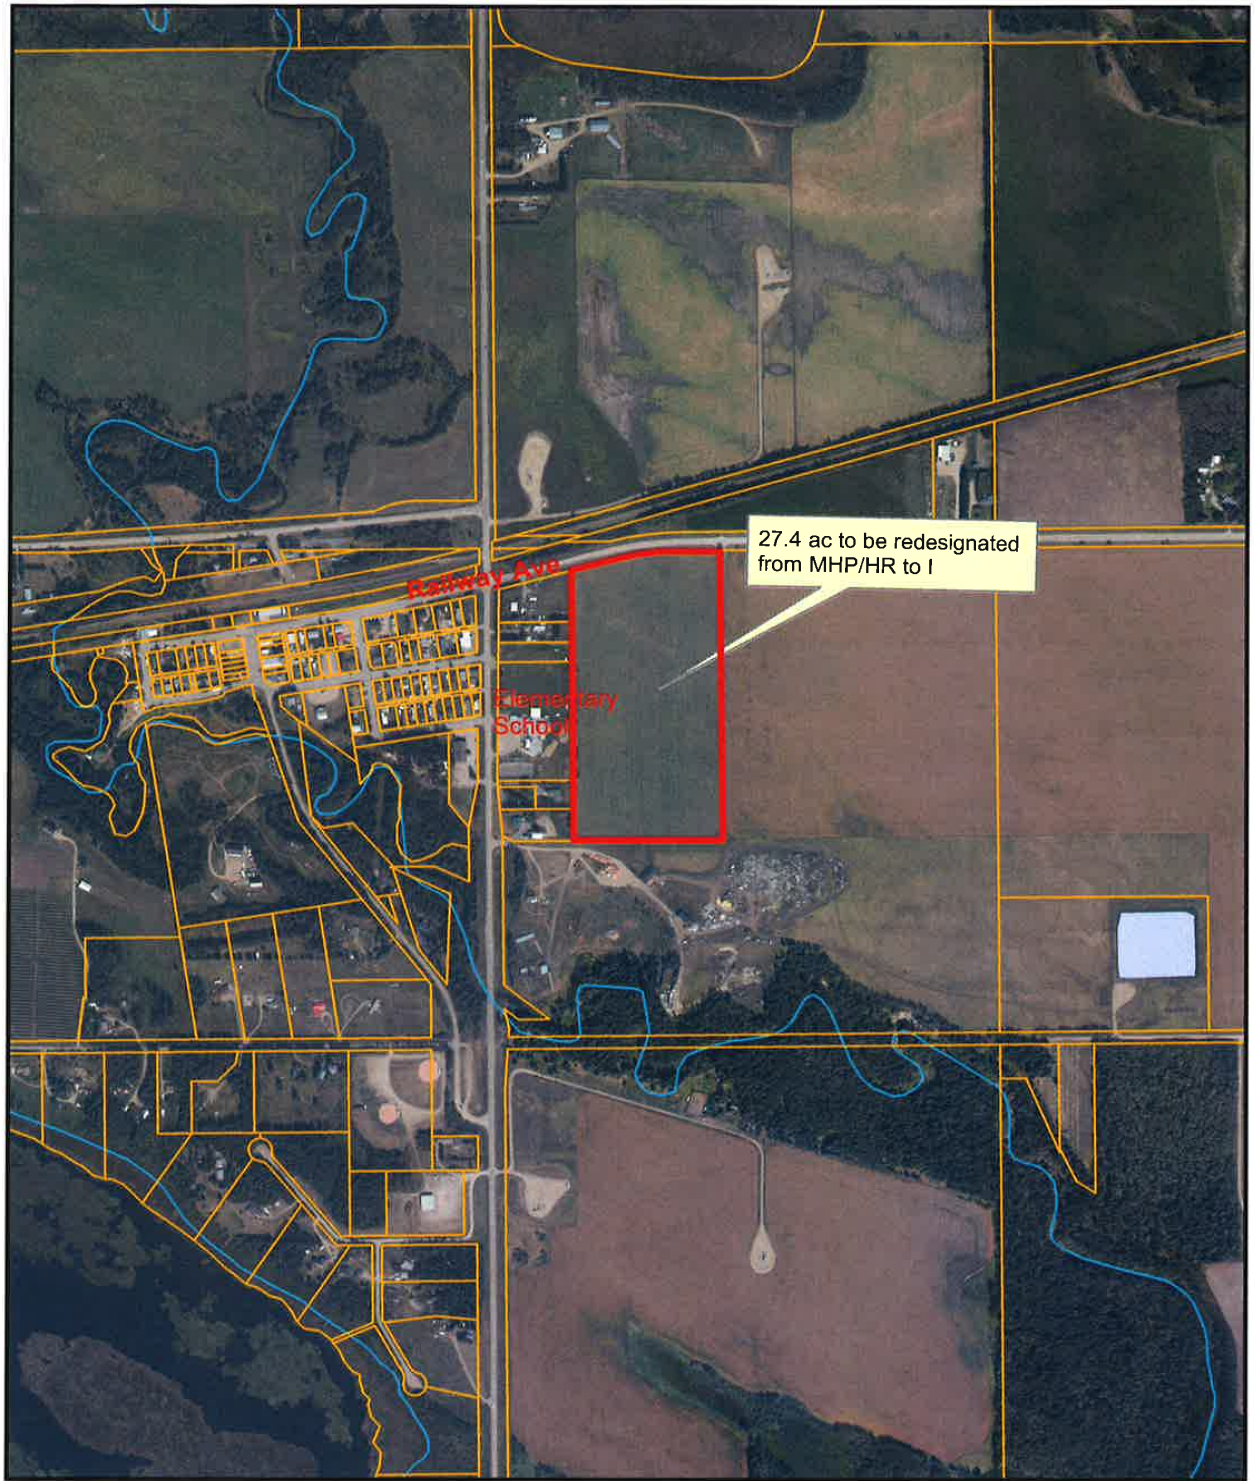 27.4 ac to be redesignated
from MHP/HR to I
Railway Ave
Elementary
School